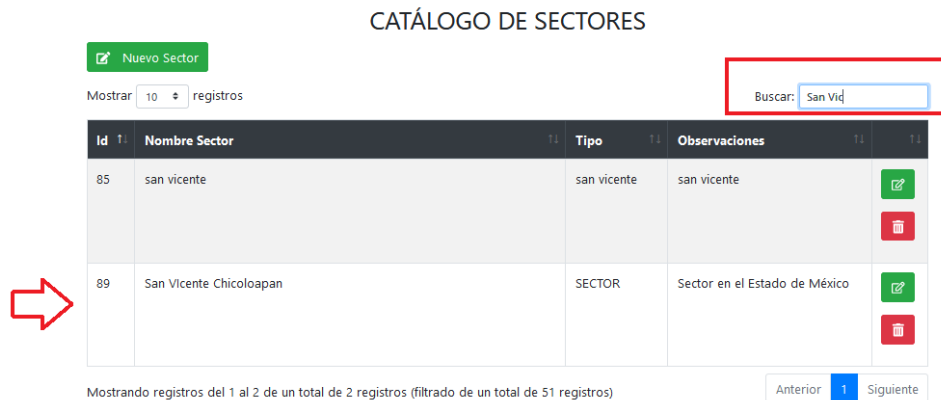 CATÁLOGO DE SECTORES
Nuevo Sector
Mostrar 10 registros Buscar: San Vic
Id Nombre Sector Tipo Observaciones
85 san vicente san vicente san vicente
89 San VIcente Chicoloapan SECTOR Sector en el Estado de México
Mostrando registros del 1 al 2 de un total de 2 registros (filtrado de un total de 51 registros) Anterior 1 Siguiente